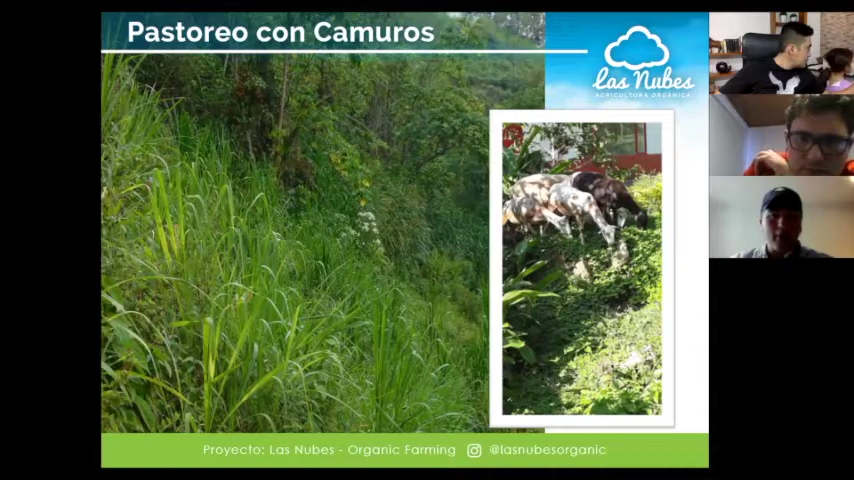 Pastoreo con Camuros
Las Nubes
AGRICULTURA ORGÁNICA
Proyecto: Las Nubes - Organic Farming @lasnubesorganic